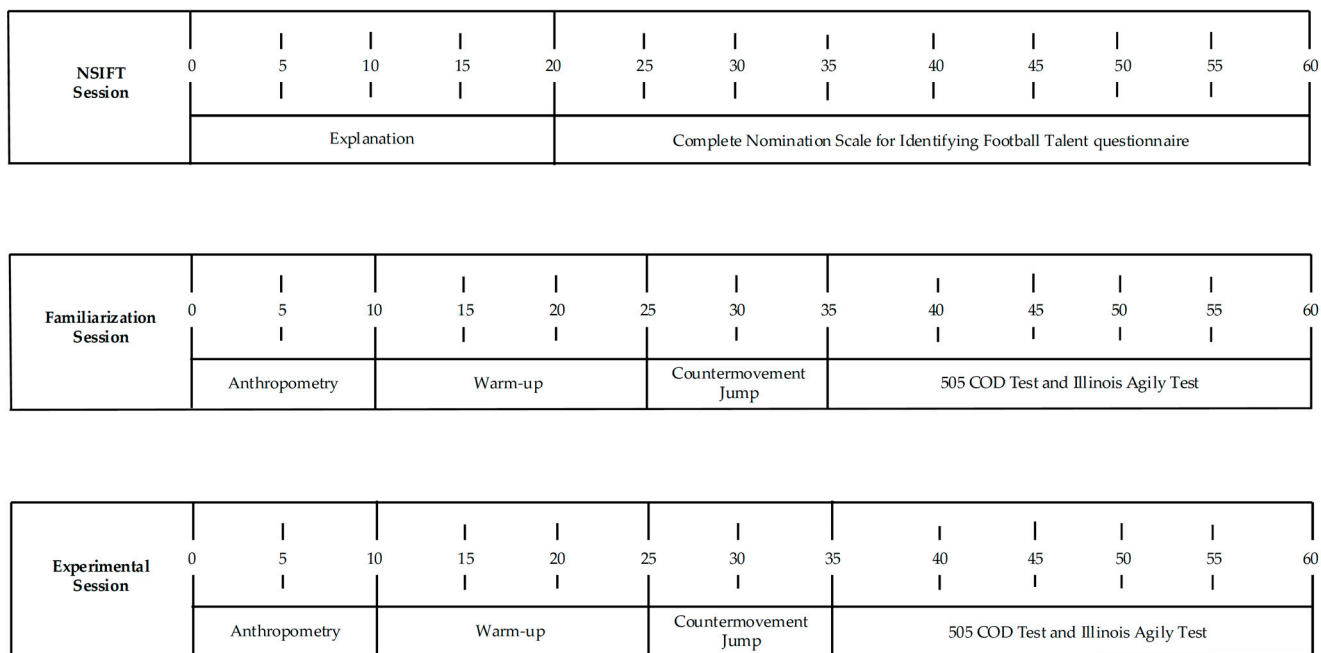 NSIFT
Session
0 5 10 15 20 25 30 35 40 45 50 55 60
Explanation
Complete Nomination Scale for Identifying Football Talent questionnaire
Familiarization
Session
0 5 10 15 20 25 30 35 40 45 50 55 60
Anthropometry
Warm-up
Countermovement
Jump
505 COD Test and Illinois Agily Test
Experimental
Session
0 5 10 15 20 25 30 35 40 45 50 55 60
Anthropometry
Warm-up
Countermovement
Jump
505 COD Test and Illinois Agily Test